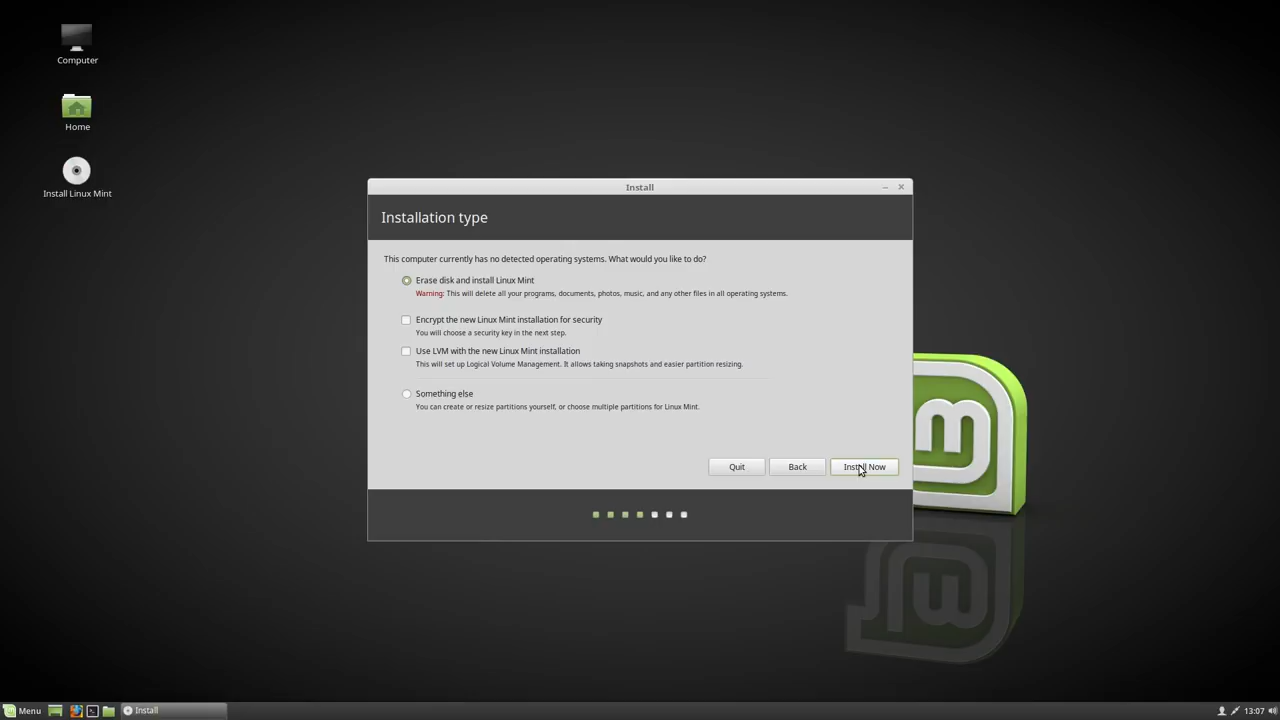 Computer
Home
Install Linux Mint
Install
Installation type
This computer currently has no detected operating systems. What would you like to do?
Erase disk and install Linux Mint
Warning: This will delete all your programs, documents, photos, music, and any other files in all operating systems.
Encrypt the new Linux Mint installation for security
You will choose a security key in the next step.
Use LVM with the new Linux Mint installation
This will set up Logical Volume Management. It allows taking snapshots and easier partition resizing.
Something else
You can create or resize partitions yourself, or choose multiple partitions for Linux Mint.
Quit Back Install Now
Menu Install 13:07